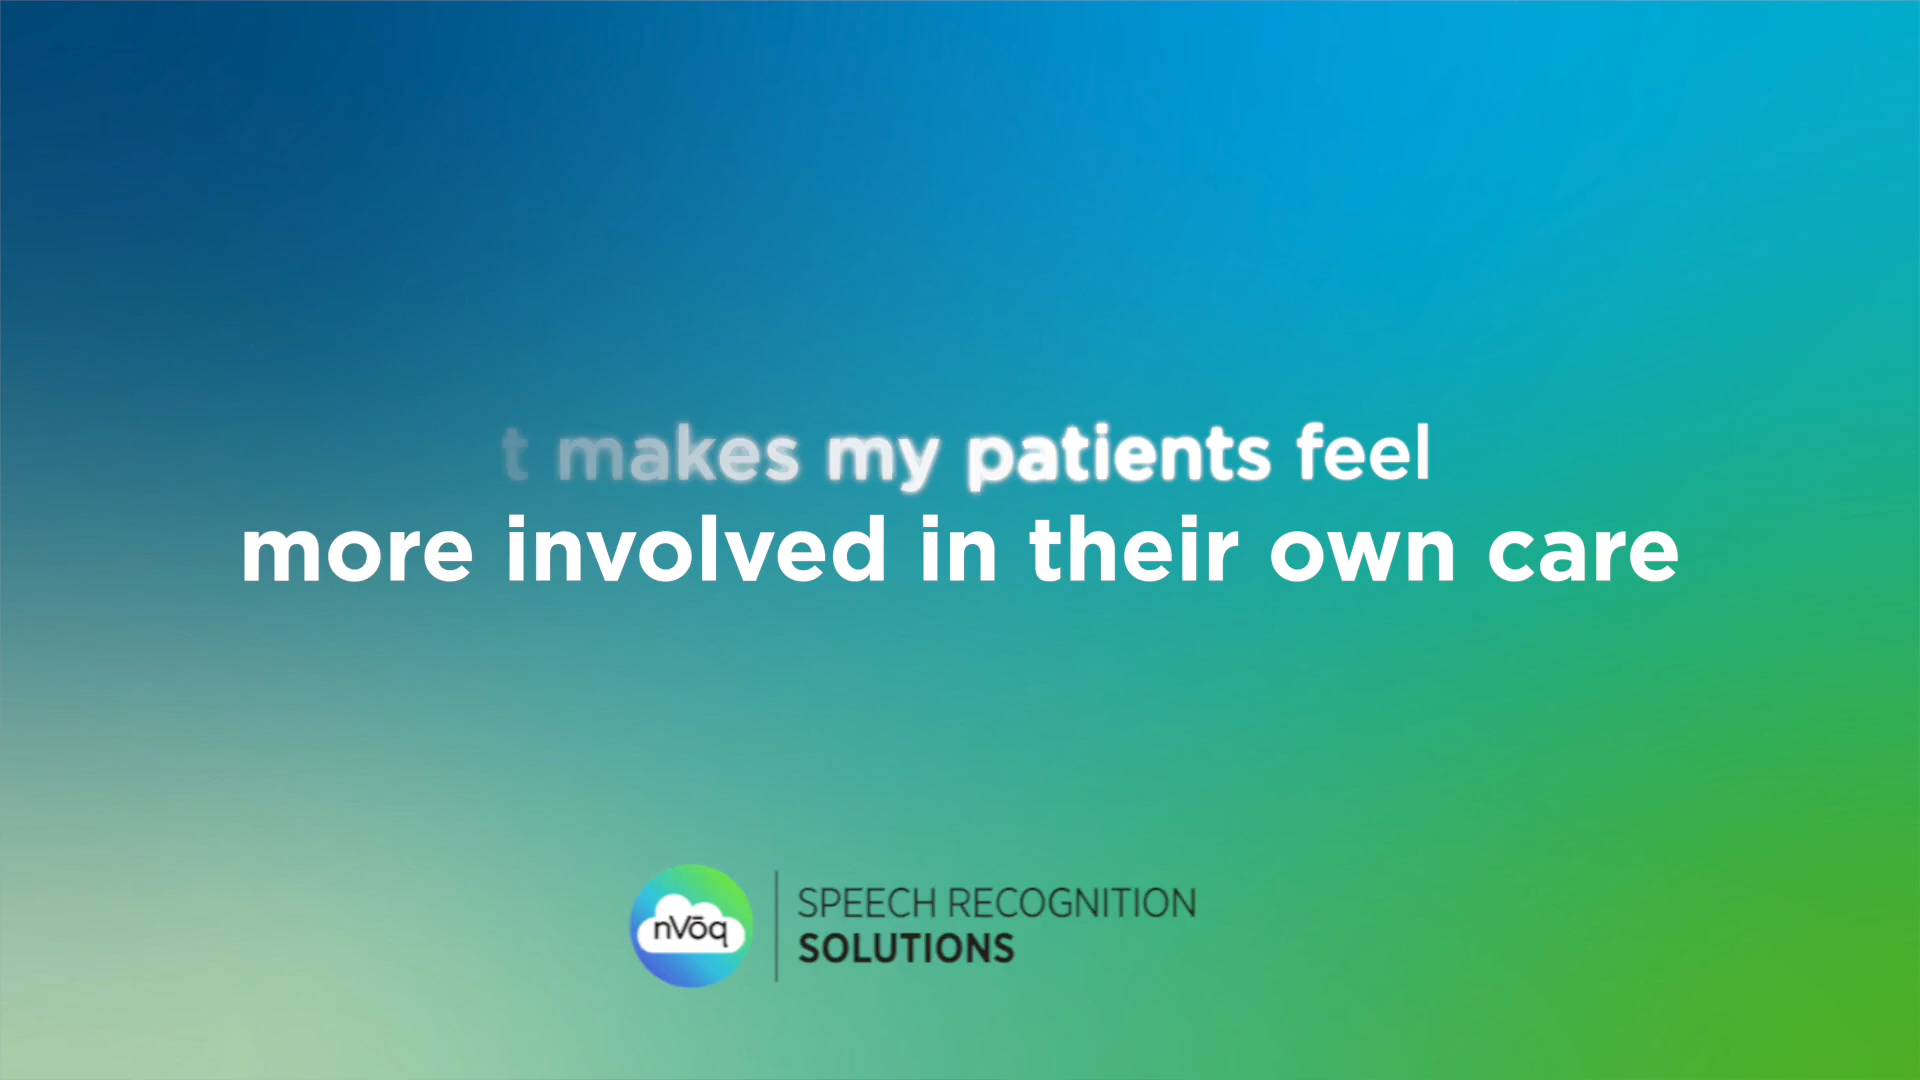 t makes my patients feel
more involved in their own care
nVōq
SPEECH RECOGNITION
SOLUTIONS